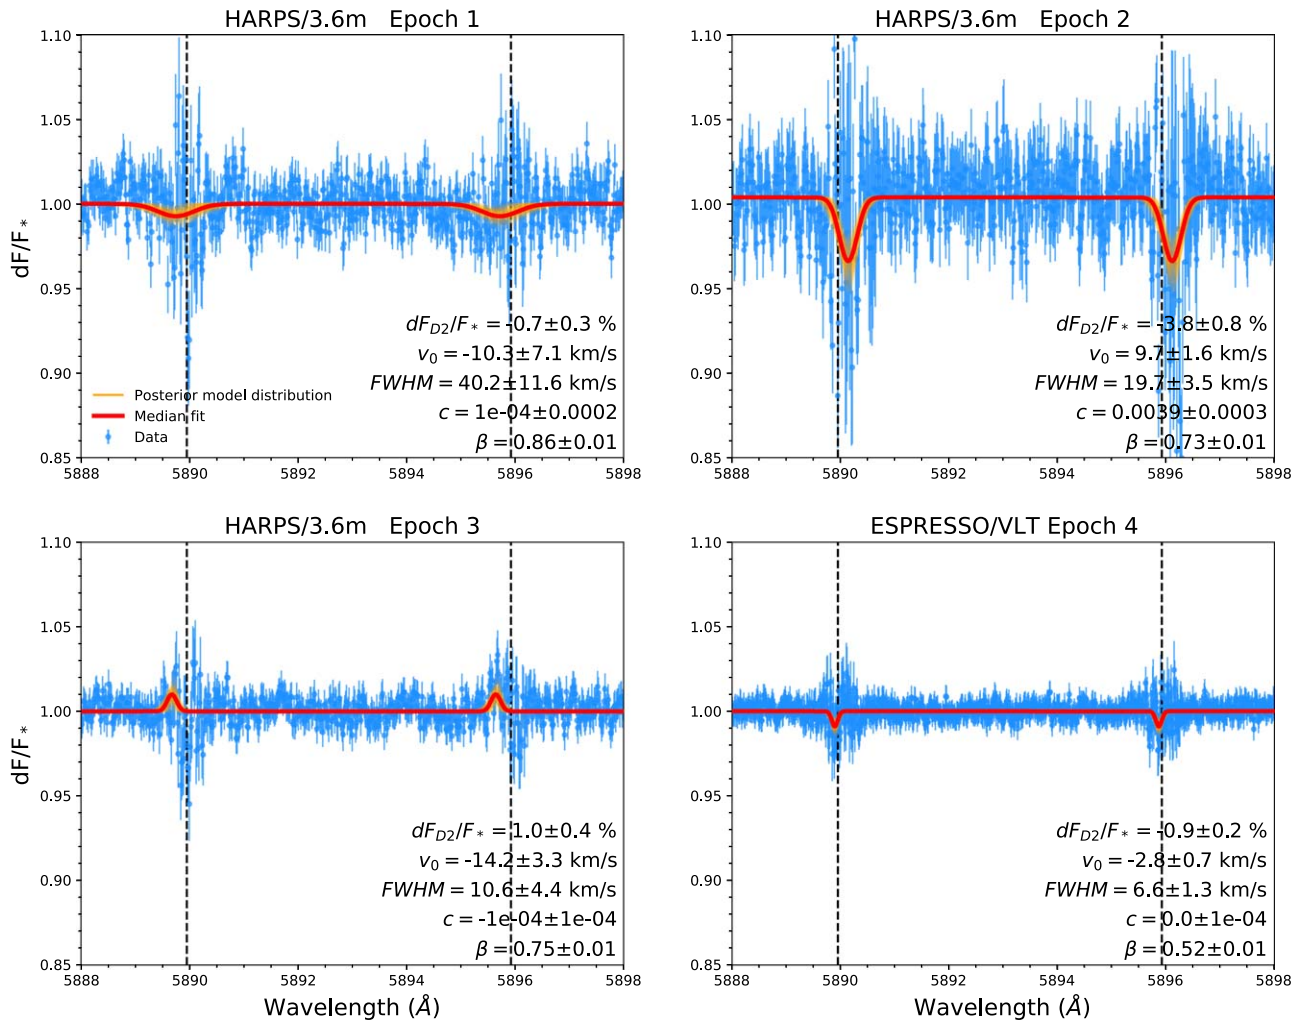 HARPS/3.6m   Epoch 1
1.10
1.05
1.00
0.95
0.90
0.85
dF/F*
dF_D2/F* = -0.7±0.3 %
v_0 = -10.3±7.1 km/s
FWHM = 40.2±11.6 km/s
c = 1e-04±0.0002
β = 0.86±0.01
Posterior model distribution
Median fit
Data
5888 5890 5892 5894 5896 5898
HARPS/3.6m   Epoch 2
1.10
1.05
1.00
0.95
0.90
0.85
dF_D2/F* = -3.8±0.8 %
v_0 = 9.7±1.6 km/s
FWHM = 19.7±3.5 km/s
c = 0.0039±0.0003
β = 0.73±0.01
5888 5890 5892 5894 5896 5898
HARPS/3.6m   Epoch 3
1.10
1.05
1.00
0.95
0.90
0.85
dF/F*
dF_D2/F* = 1.0±0.4 %
v_0 = -14.2±3.3 km/s
FWHM = 10.6±4.4 km/s
c = -1e-04±1e-04
β = 0.75±0.01
5888 5890 5892 5894 5896 5898
Wavelength (Å)
ESPRESSO/VLT Epoch 4
1.10
1.05
1.00
0.95
0.90
0.85
dF_D2/F* = -0.9±0.2 %
v_0 = -2.8±0.7 km/s
FWHM = 6.6±1.3 km/s
c = 0.0±1e-04
β = 0.52±0.01
5888 5890 5892 5894 5896 5898
Wavelength (Å)